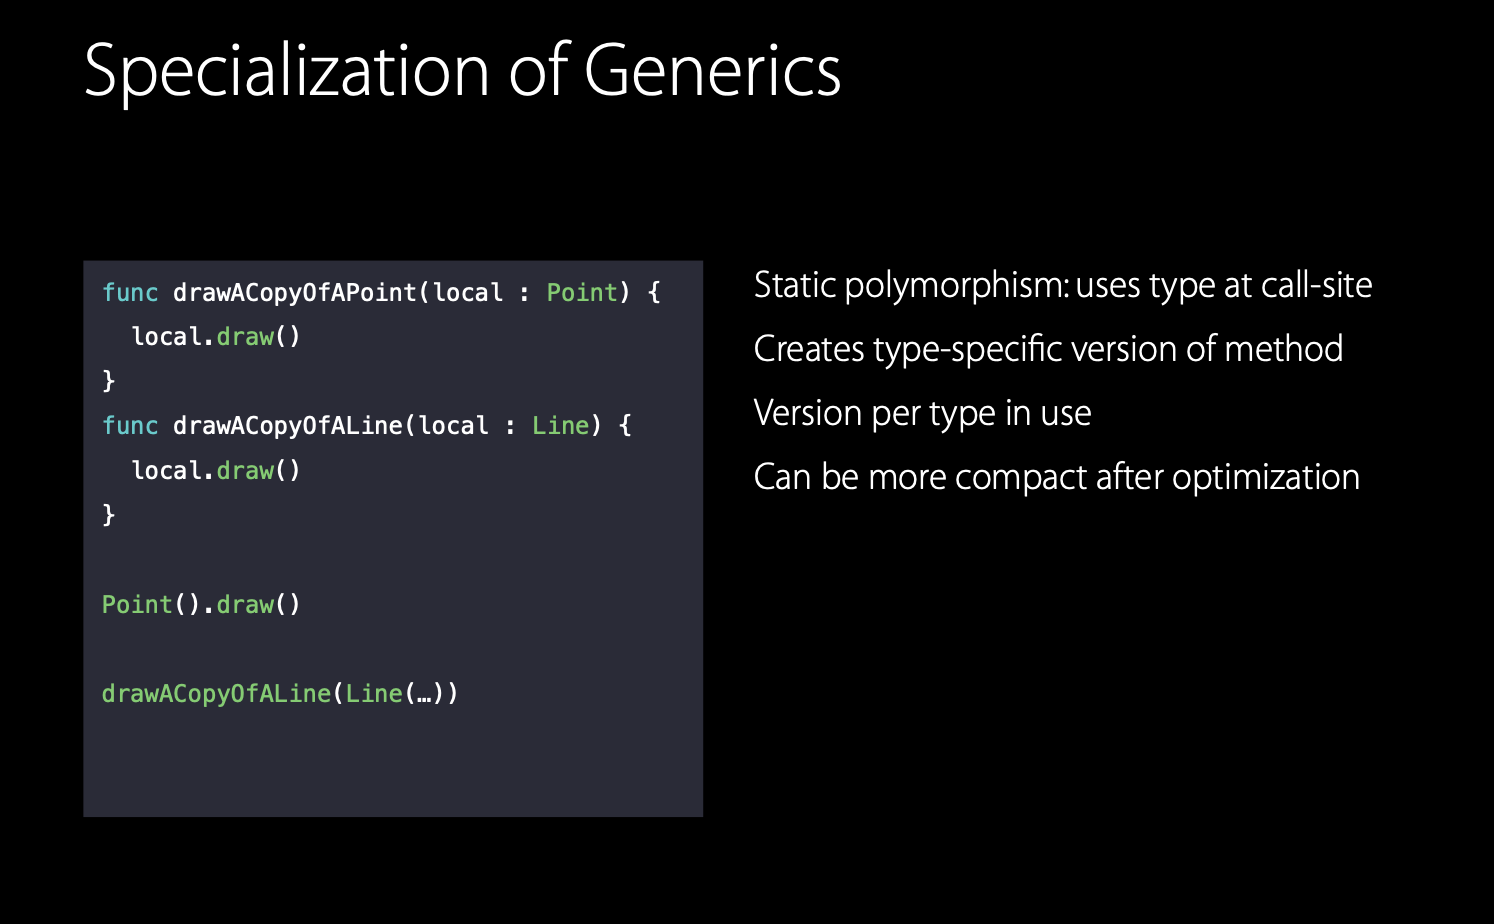 Specialization of Generics
func drawACopyOfAPoint(local : Point) {
  local.draw()
}
func drawACopyOfALine(local : Line) {
  local.draw()
}
Point().draw()
drawACopyOfALine(Line(…))
Static polymorphism: uses type at call-site
Creates type-specific version of method
Version per type in use
Can be more compact after optimization